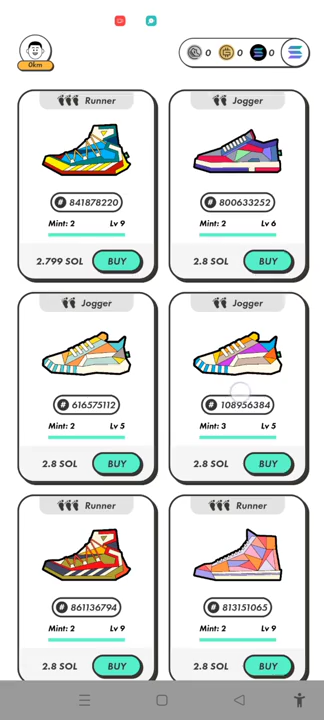 0km
0 0 0
Runner
Jogger
# 841878220
# 800633252
Mint: 2 Lv 9
Mint: 2 Lv 6
2.799 SOL BUY
2.8 SOL BUY
Jogger
Jogger
# 616575112
# 108956384
Mint: 2 Lv 5
Mint: 3 Lv 5
2.8 SOL BUY
2.8 SOL BUY
Runner
Runner
# 861136794
# 813151065
Mint: 2 Lv 9
Mint: 2 Lv 9
2.8 SOL BUY
2.8 SOL BUY